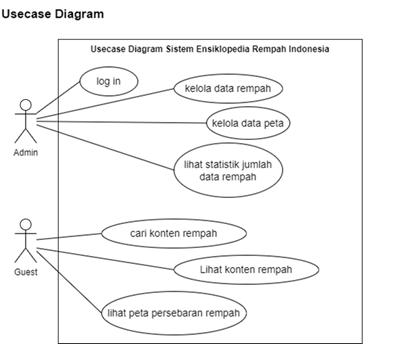 Usecase Diagram
Usecase Diagram Sistem Ensiklopedia Rempah Indonesia
log in
kelola data rempah
kelola data peta
Admin
lihat statistik jumlah
data rempah
cari konten rempah
Guest
Lihat konten rempah
lihat peta persebaran rempah